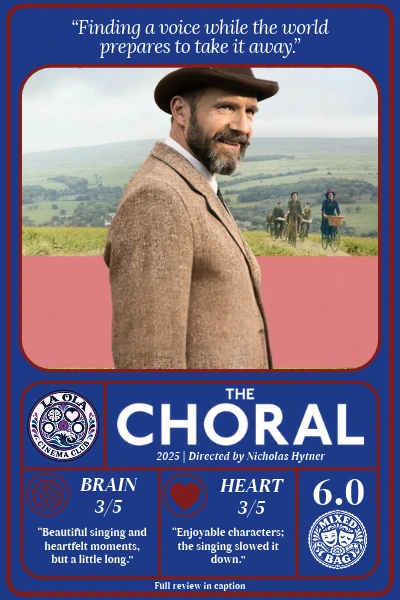 “Finding a voice while the world
prepares to take it away.”
THE
CHORAL
2025 | Directed by Nicholas Hytner
LA OLA
CINEMA CLUB
BRAIN
3/5
“Beautiful singing and
heartfelt moments,
but a little long.”
HEART
3/5
“Enjoyable characters;
the singing slowed it
down.”
6.0
MIXED
BAG
Full review in caption